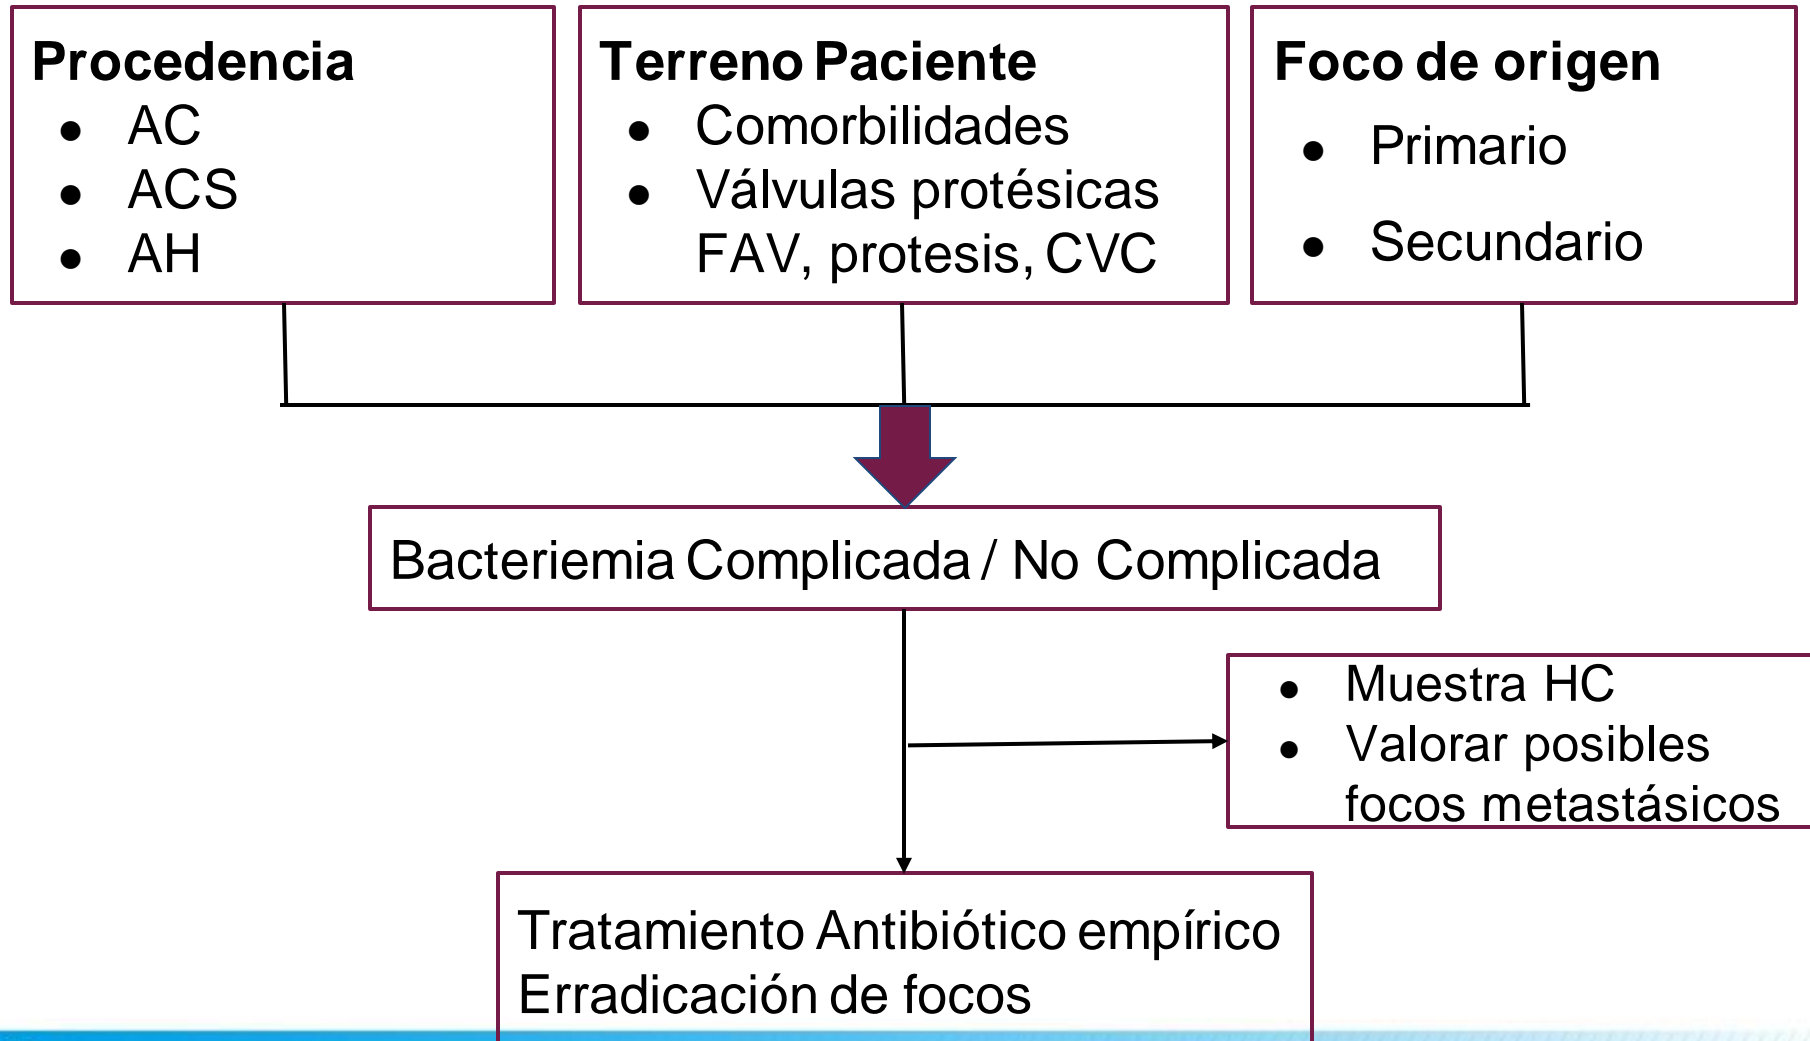 Procedencia
● AC
● ACS
● AH
Terreno Paciente
● Comorbilidades
● Válvulas protésicas
FAV, protesis, CVC
Foco de origen
● Primario
● Secundario
Bacteriemia Complicada / No Complicada
● Muestra HC
● Valorar posibles
focos metastásicos
Tratamiento Antibiótico empírico
Erradicación de focos